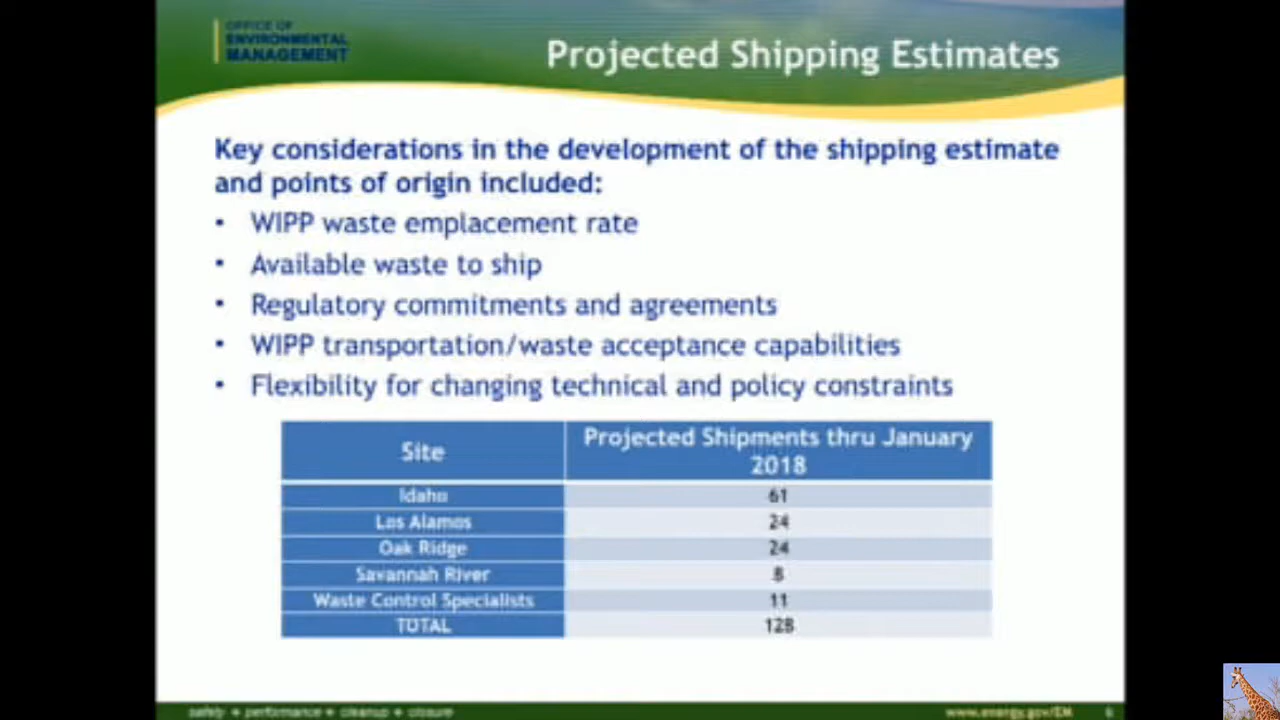 OFFICE OF
ENVIRONMENTAL
MANAGEMENT
Projected Shipping Estimates
Key considerations in the development of the shipping estimate
and points of origin included:
• WIPP waste emplacement rate
• Available waste to ship
• Regulatory commitments and agreements
• WIPP transportation/waste acceptance capabilities
• Flexibility for changing technical and policy constraints
Site Projected Shipments thru January
2018
Idaho 61
Los Alamos 24
Oak Ridge 24
Savannah River 8
Waste Control Specialists 11
TOTAL 128
safety + performance + cleanup + closure www.energy.gov/EM 6